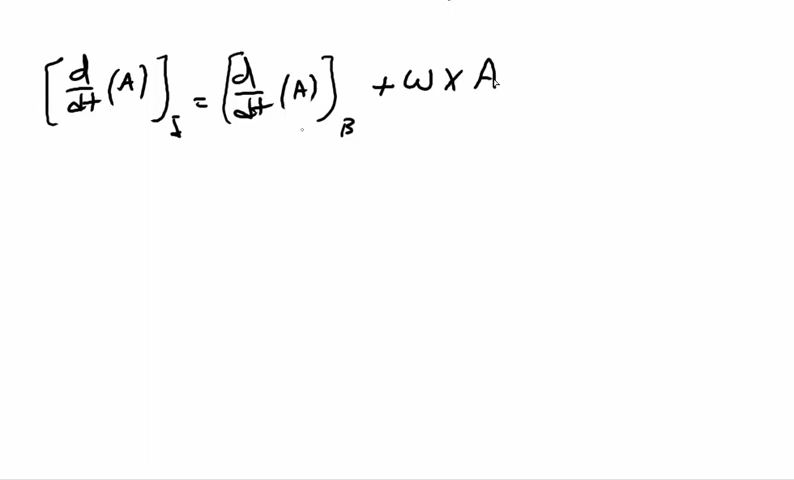 [d/dt (A)]_I = [d/dt (A)]_B + ω × A